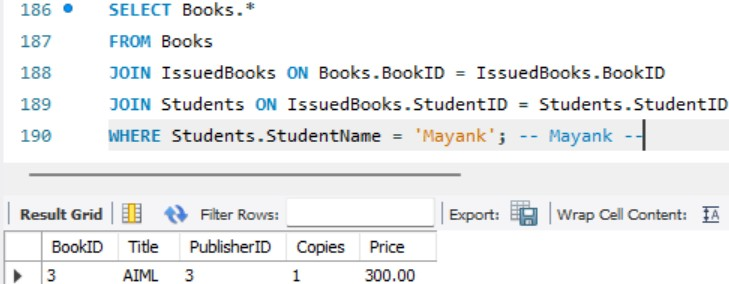 186 SELECT Books.*
187 FROM Books
188 JOIN IssuedBooks ON Books.BookID = IssuedBooks.BookID
189 JOIN Students ON IssuedBooks.StudentID = Students.StudentID
190 WHERE Students.StudentName = 'Mayank'; -- Mayank --
Result Grid Filter Rows: Export: Wrap Cell Content: IA
BookID Title PublisherID Copies Price
3 AIML 3 1 300.00